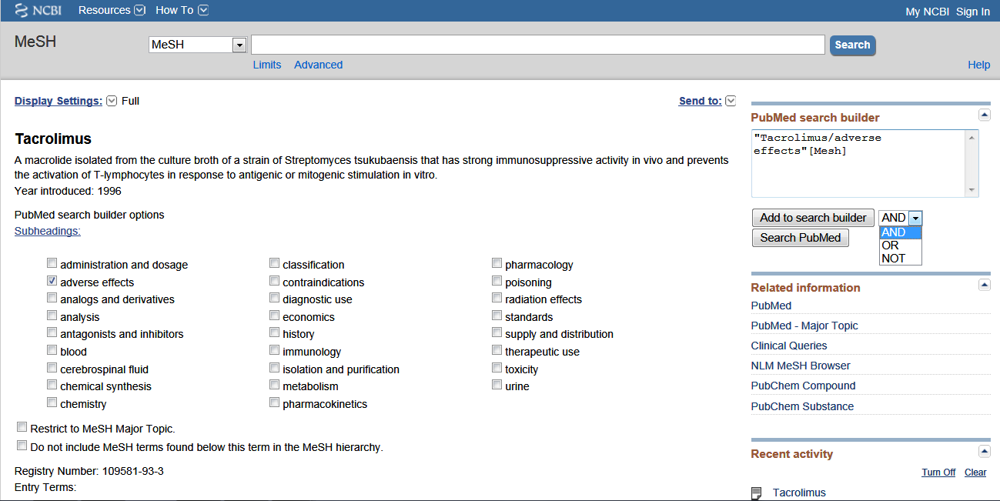 NCBI Resources How To My NCBI Sign In
MeSH MeSH Search
Limits Advanced Help
Display Settings: Full Send to:
Tacrolimus
A macrolide isolated from the culture broth of a strain of Streptomyces tsukubaensis that has strong immunosuppressive activity in vivo and prevents
the activation of T-lymphocytes in response to antigenic or mitogenic stimulation in vitro.
Year introduced: 1996
PubMed search builder options
Subheadings:
administration and dosage
adverse effects
analogs and derivatives
analysis
antagonists and inhibitors
blood
cerebrospinal fluid
chemical synthesis
chemistry
classification
contraindications
diagnostic use
economics
history
immunology
isolation and purification
metabolism
pharmacokinetics
pharmacology
poisoning
radiation effects
standards
supply and distribution
therapeutic use
toxicity
urine
Restrict to MeSH Major Topic.
Do not include MeSH terms found below this term in the MeSH hierarchy.
Registry Number: 109581-93-3
Entry Terms:
PubMed search builder
"Tacrolimus/adverse
effects"[Mesh]
Add to search builder AND
Search PubMed
AND
OR
NOT
Related information
PubMed
PubMed - Major Topic
Clinical Queries
NLM MeSH Browser
PubChem Compound
PubChem Substance
Recent activity
Turn Off Clear
Tacrolimus